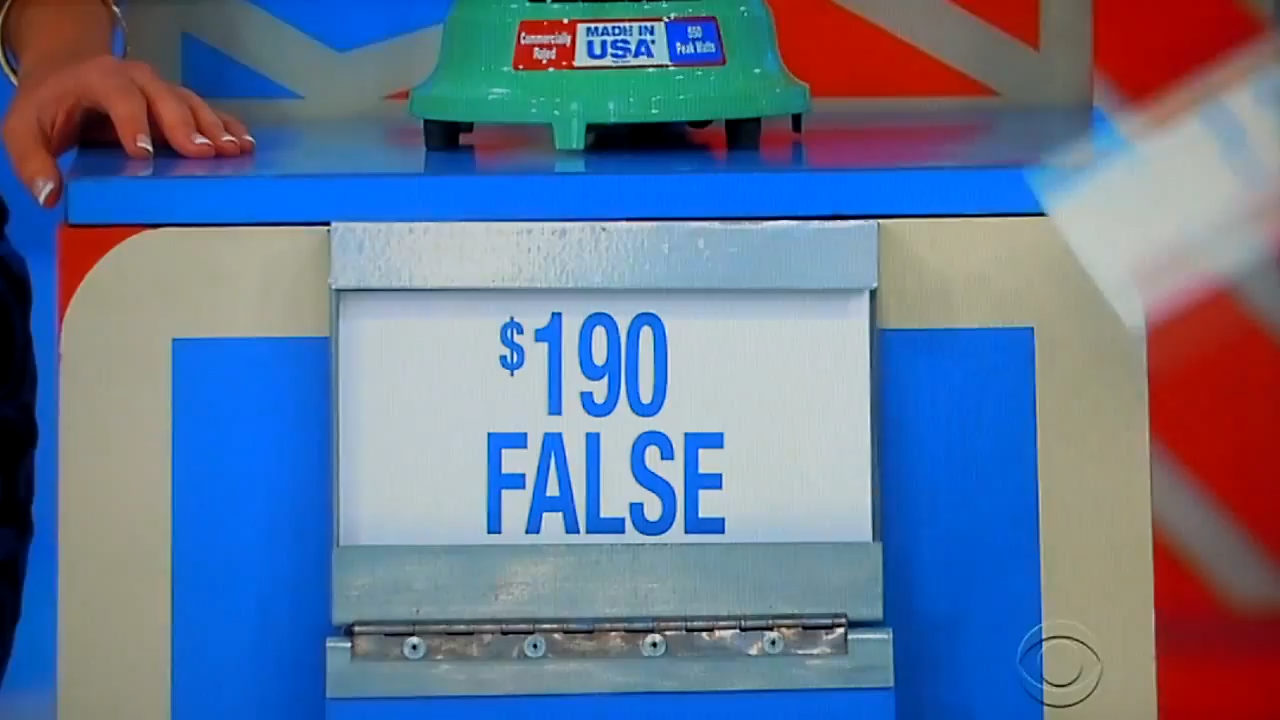 Commercially
Rated
MADE IN
USA*
550
Peak Watts
$190
FALSE